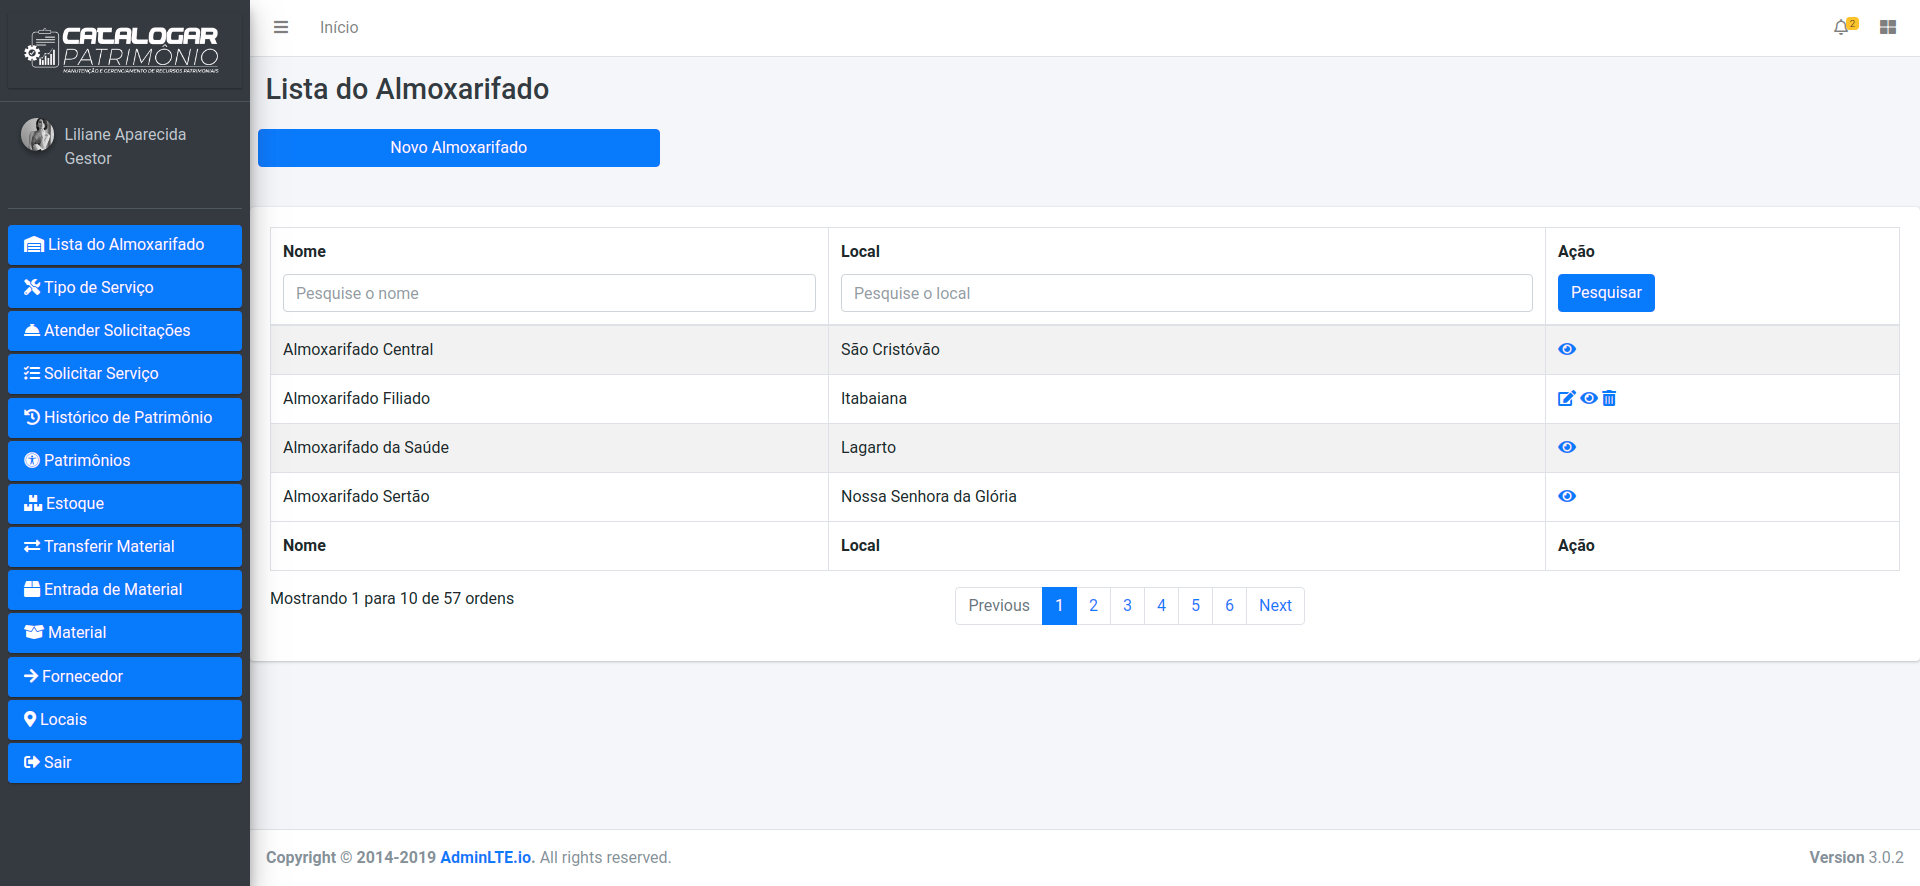 CATALOGAR
PATRIMÔNIO
MANUTENÇÃO E GERENCIAMENTO DE RECURSOS PATRIMONIAIS
Início
2
Liliane Aparecida
Gestor
Lista do Almoxarifado
Tipo de Serviço
Atender Solicitações
Solicitar Serviço
Histórico de Patrimônio
Patrimônios
Estoque
Transferir Material
Entrada de Material
Material
Fornecedor
Locais
Sair
Lista do Almoxarifado
Novo Almoxarifado
Nome Local Ação
Pesquise o nome Pesquise o local Pesquisar
Almoxarifado Central São Cristóvão
Almoxarifado Filiado Itabaiana
Almoxarifado da Saúde Lagarto
Almoxarifado Sertão Nossa Senhora da Glória
Nome Local Ação
Mostrando 1 para 10 de 57 ordens Previous 1 2 3 4 5 6 Next
Copyright © 2014-2019 AdminLTE.io. All rights reserved. Version 3.0.2